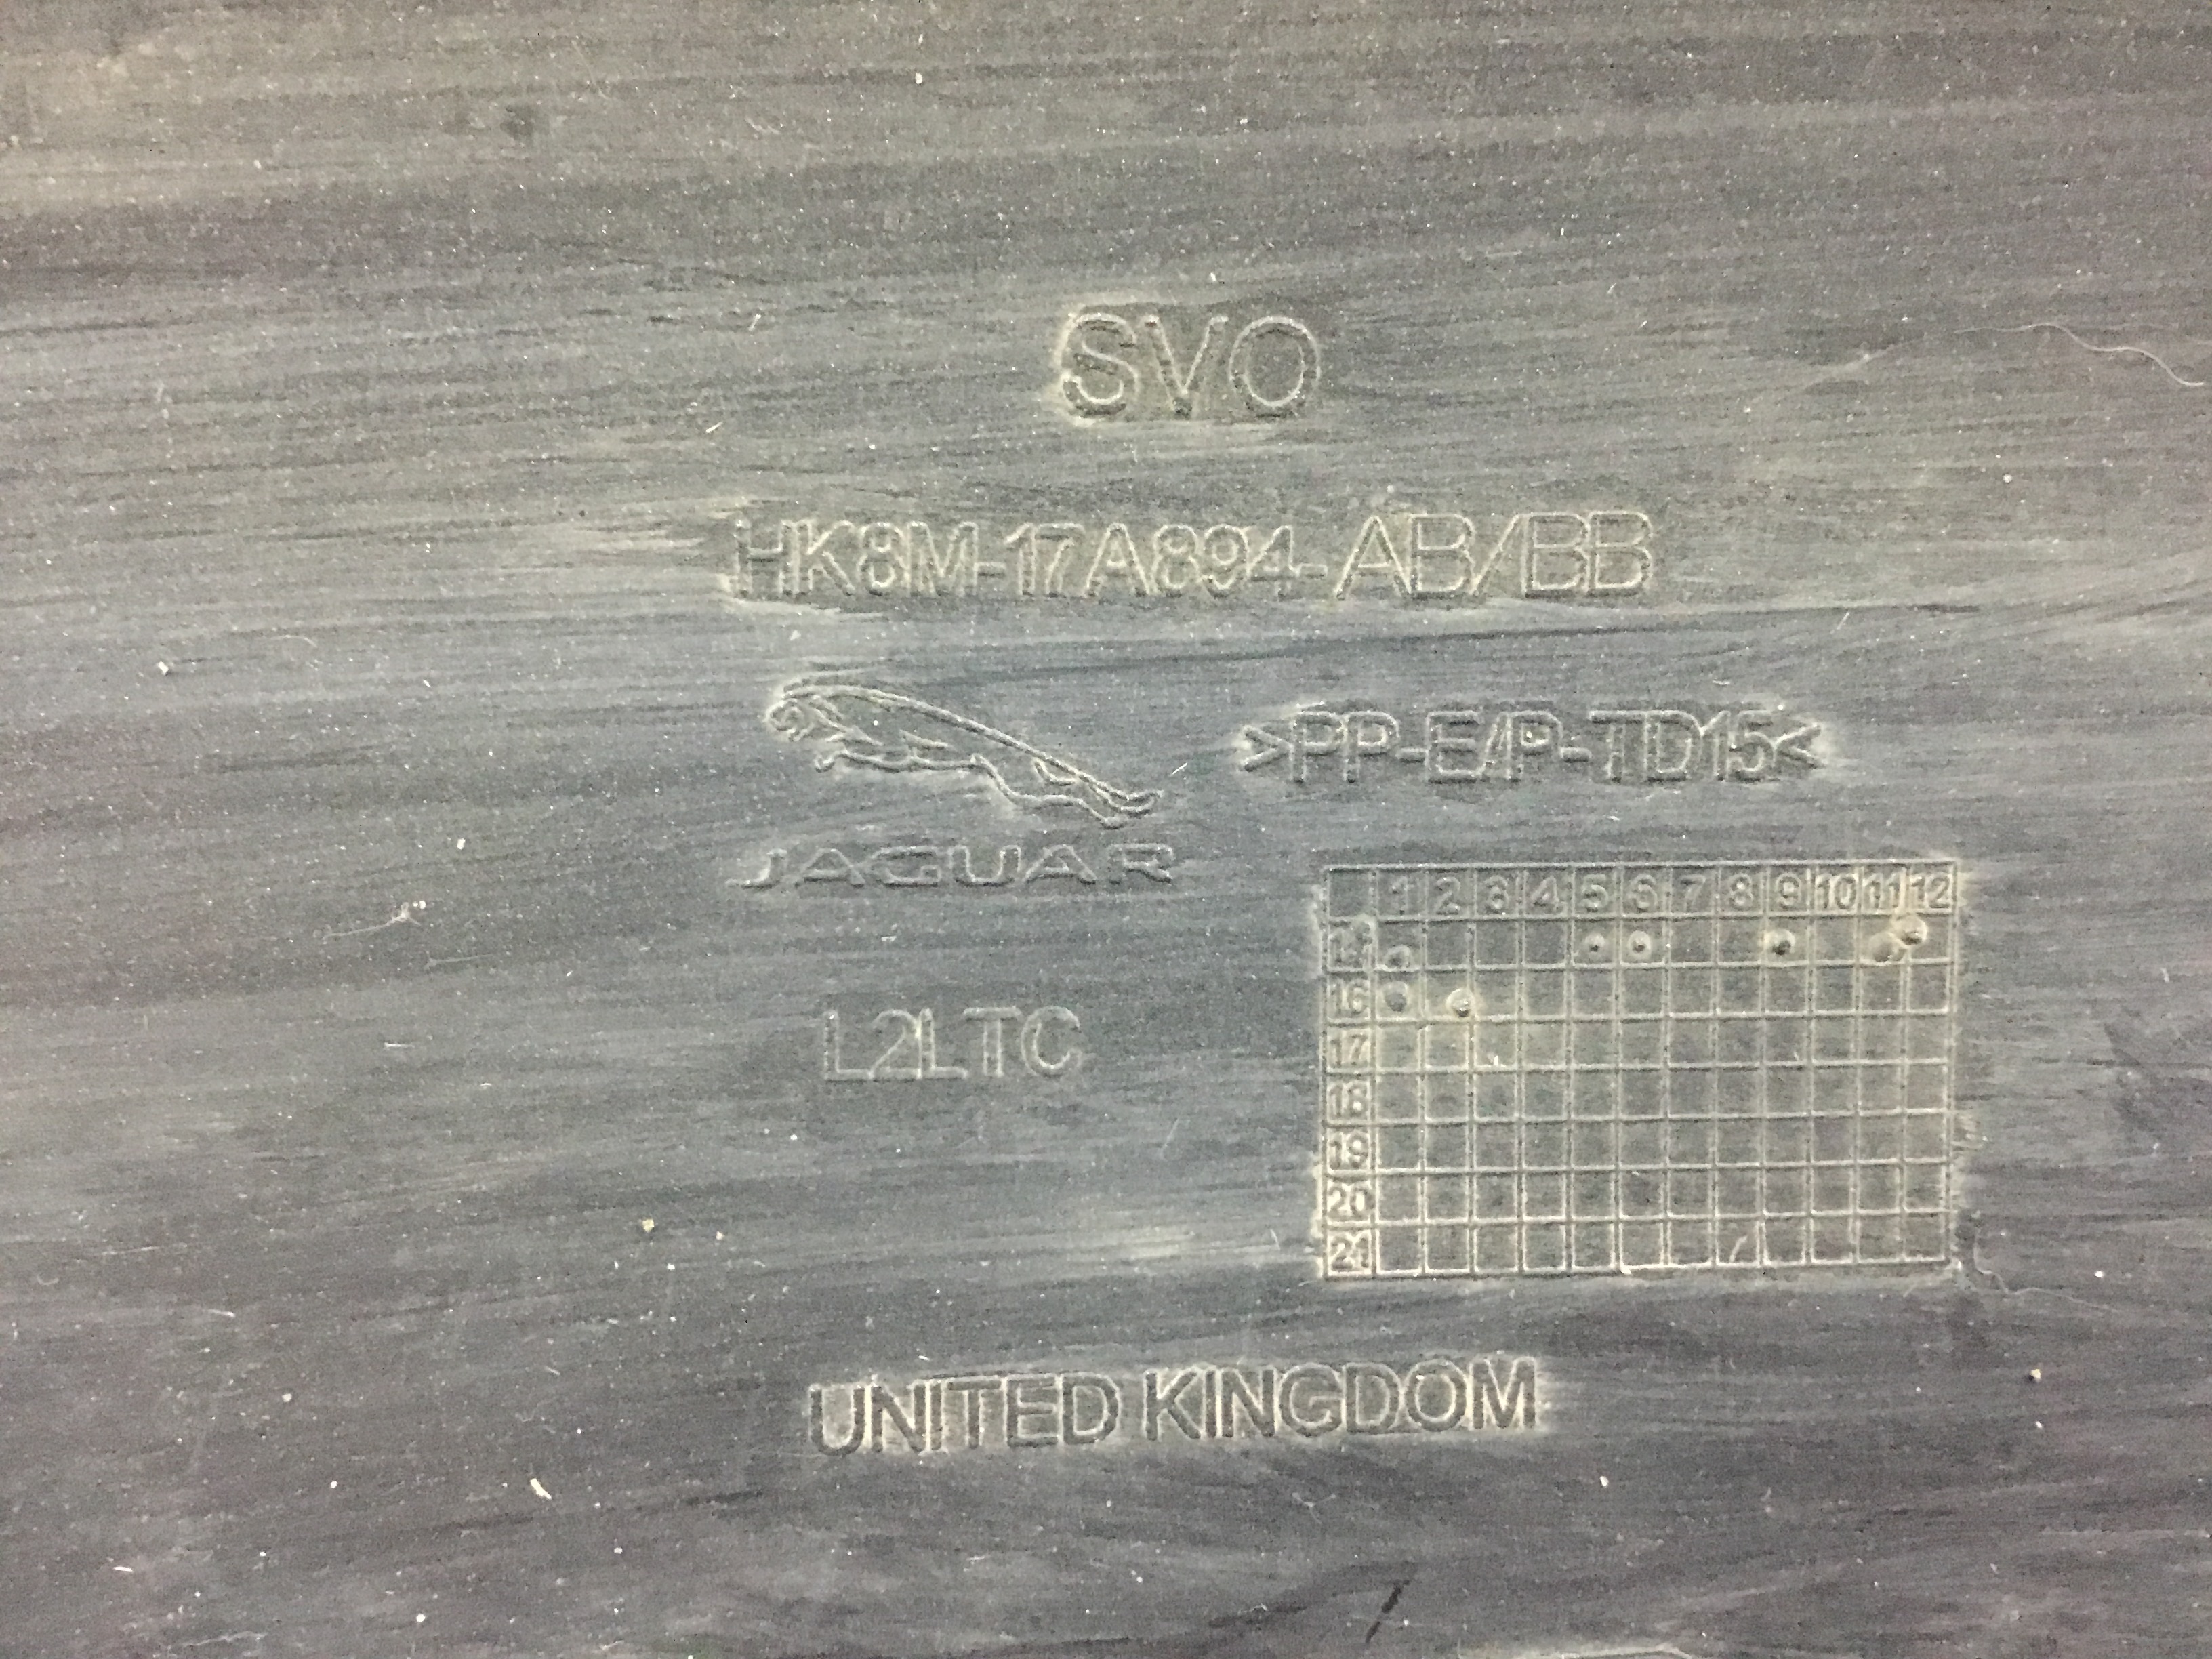 SVO
HK8M-17A894-AB/BB
>PP-E/P-TD15<
JAGUAR
1 2 3 4 5 6 7 8 9 10 11 12
16
L2LTC
17
18
19
20
21
UNITED KINGDOM